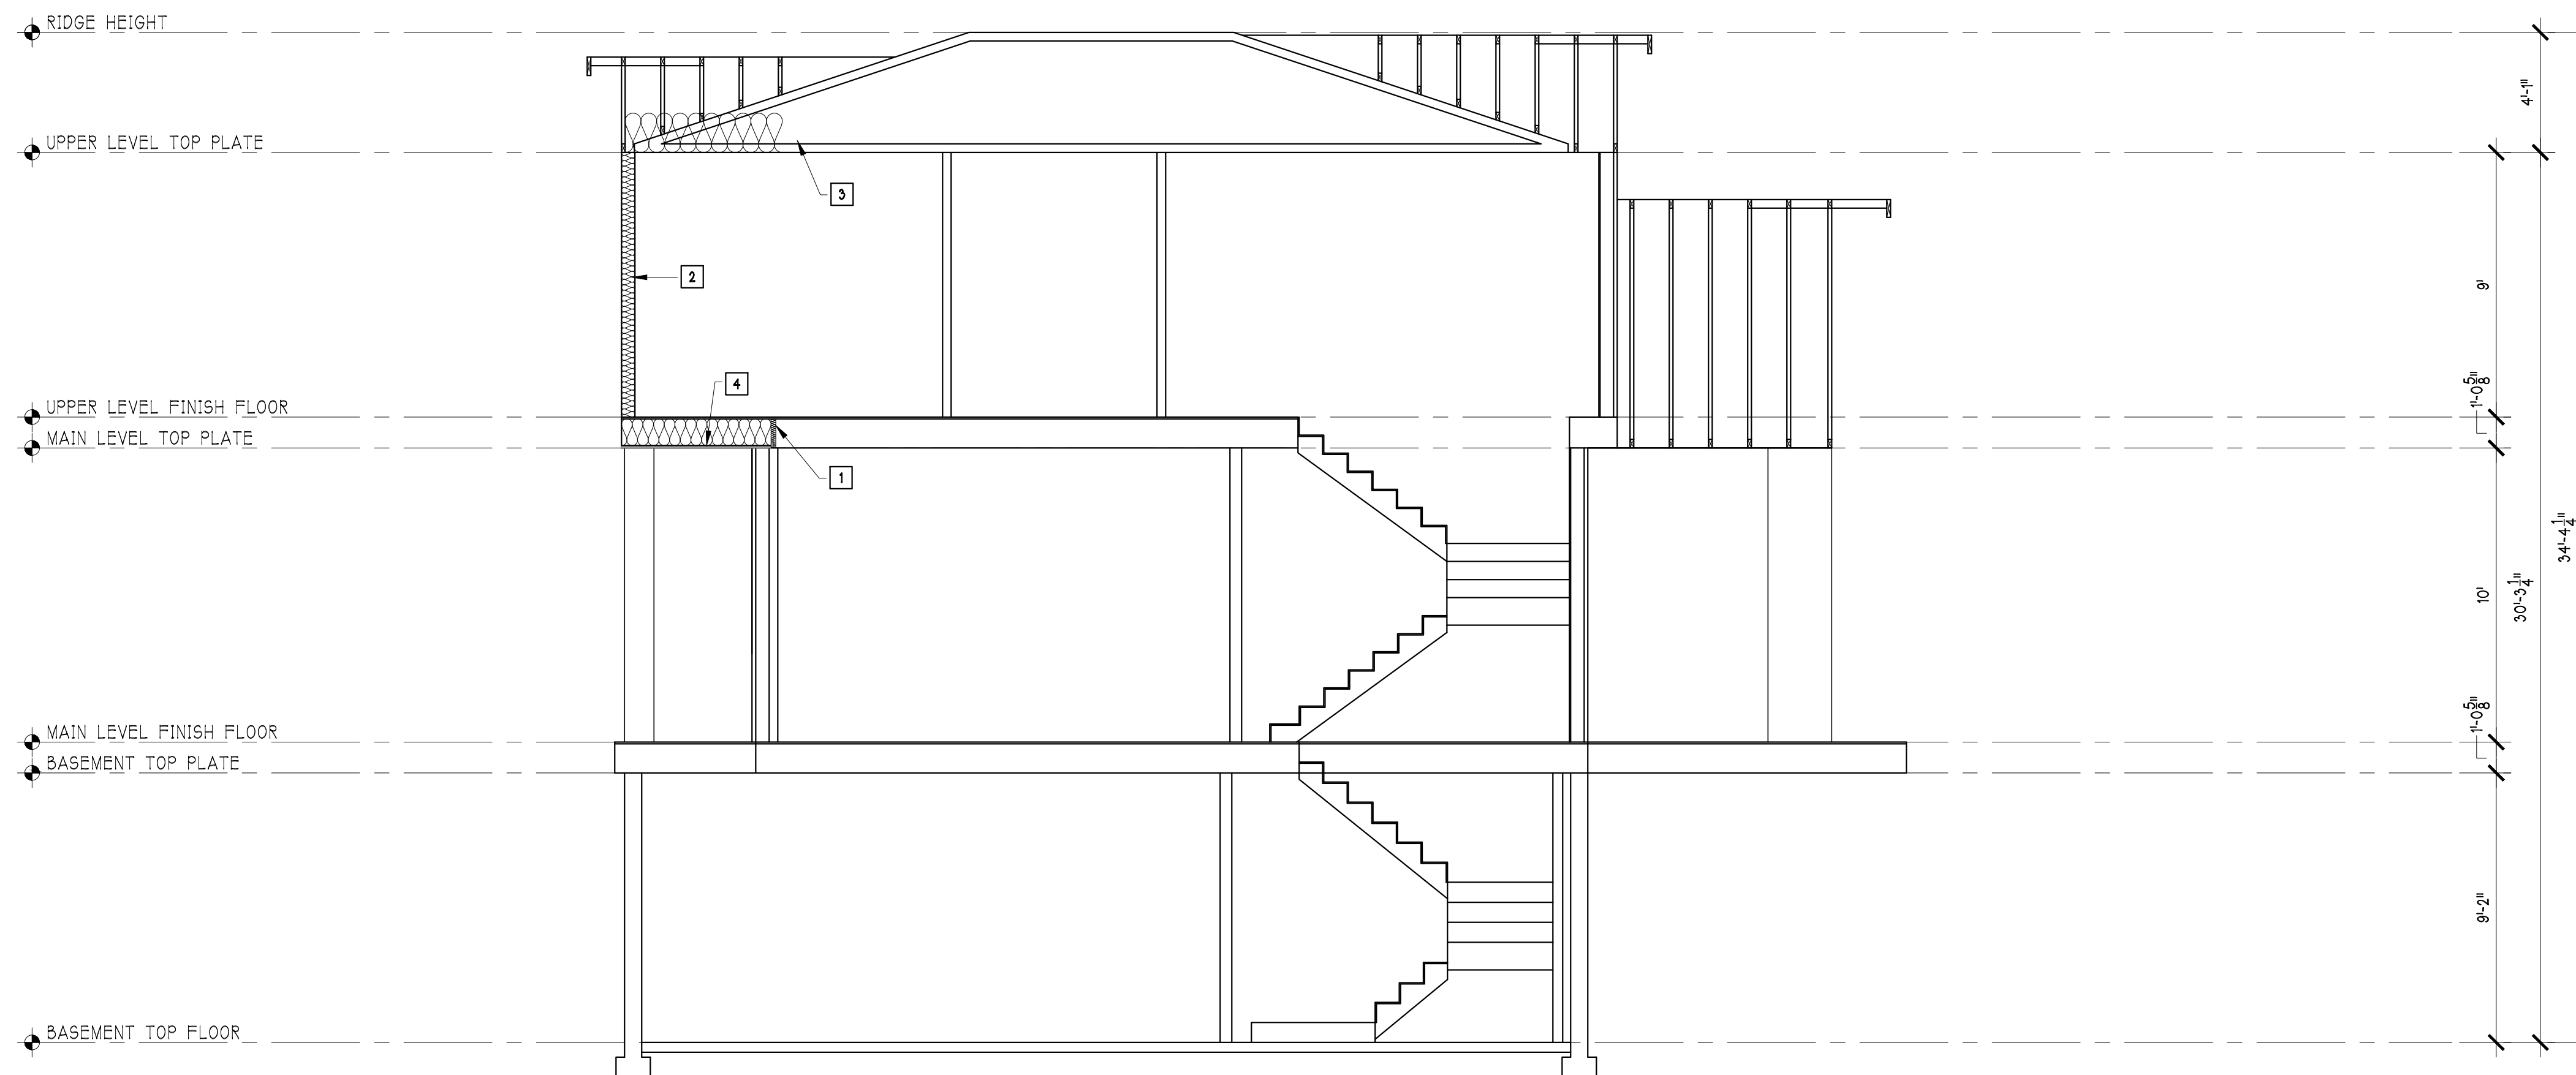 RIDGE HEIGHT
4'-1"
UPPER LEVEL TOP PLATE
3
2
9'
4
1'-0 5/8"
UPPER LEVEL FINISH FLOOR
MAIN LEVEL TOP PLATE
1
34'-4 1/4"
30'-3 1/4"
10'
1'-0 5/8"
MAIN LEVEL FINISH FLOOR
BASEMENT TOP PLATE
9'-2"
BASEMENT TOP FLOOR